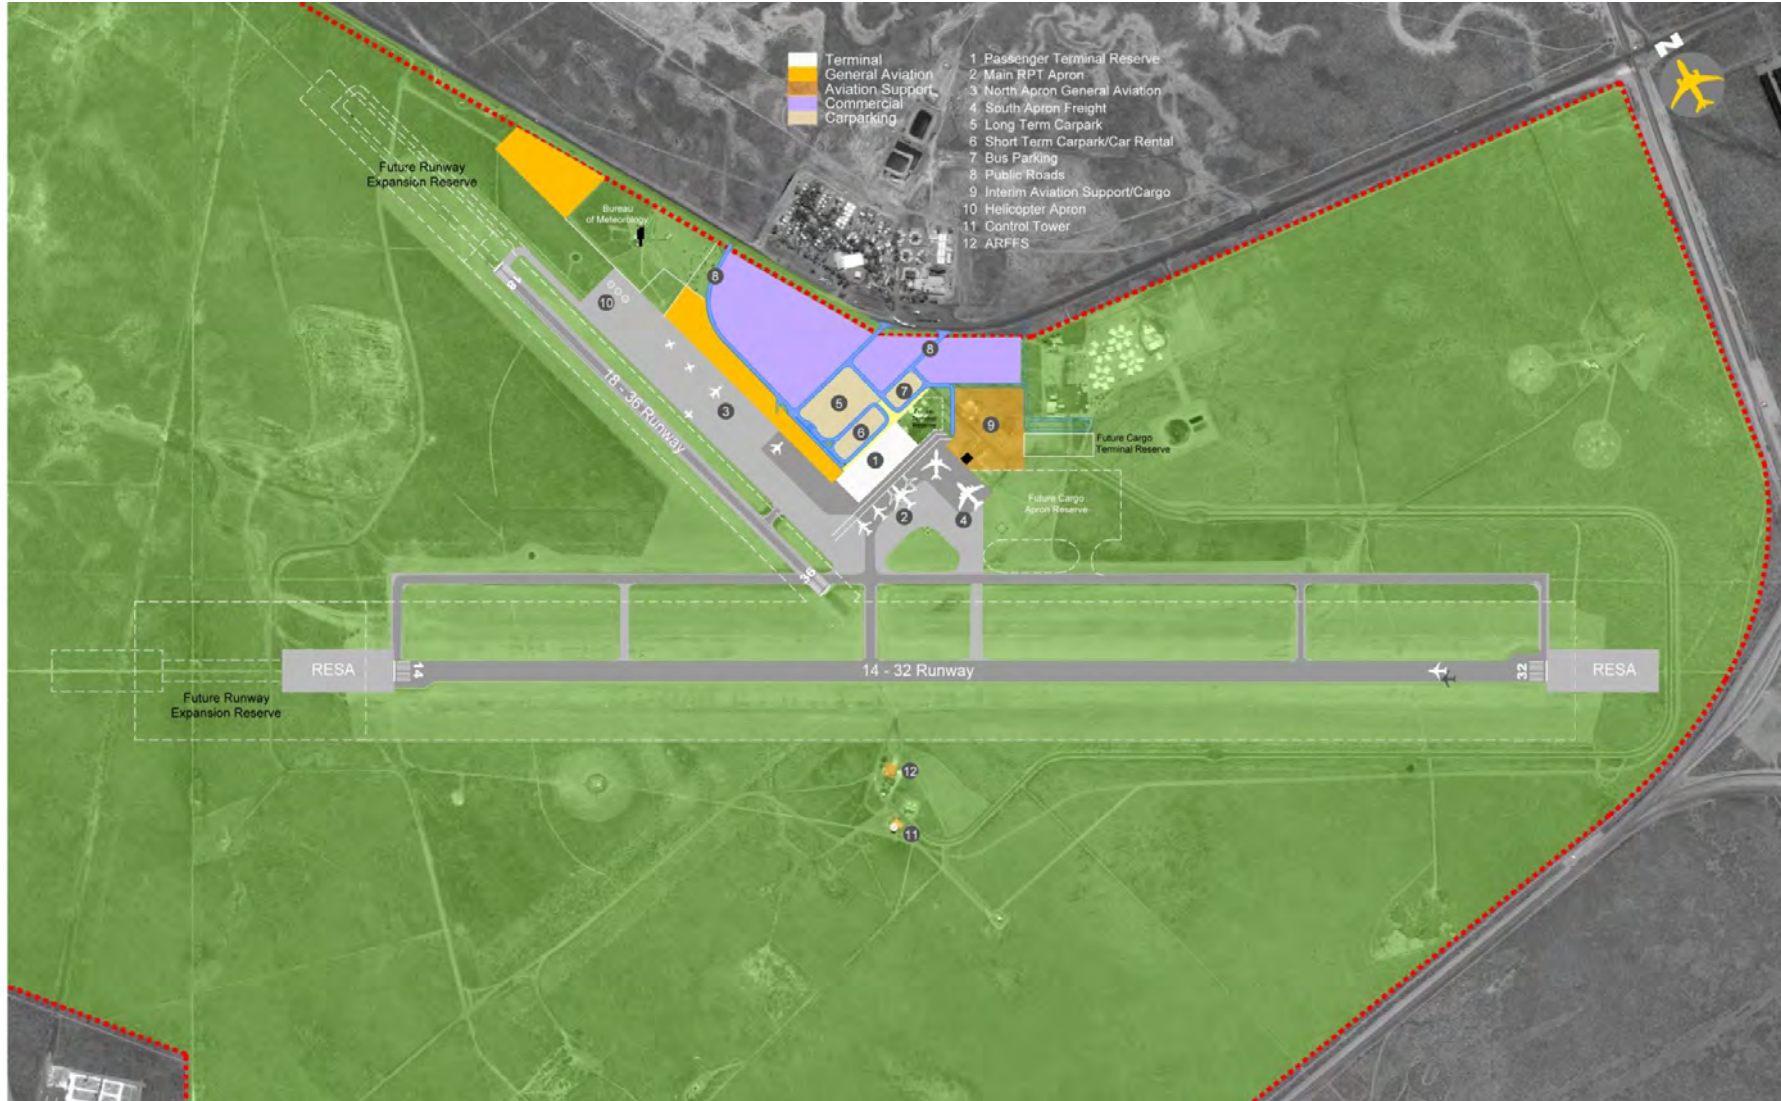 N
Terminal
General Aviation
Aviation Support
Commercial
Carparking
1 Passenger Terminal Reserve
2 Main RPT Apron
3 North Apron General Aviation
4 South Apron Freight
5 Long Term Carpark
6 Short Term Carpark/Car Rental
7 Bus Parking
8 Public Roads
9 Interim Aviation Support/Cargo
10 Helicopter Apron
11 Control Tower
12 ARFFS
Future Runway
Expansion Reserve
Bureau
of Meteorology
8
18
10
8
18 - 36 Runway
3
5
7
6
Future
Terminal
Reserve
9
1
Future Cargo
Terminal Reserve
2
4
Future Cargo
Apron Reserve
36
RESA
14
14 - 32 Runway
32
RESA
Future Runway
Expansion Reserve
12
11